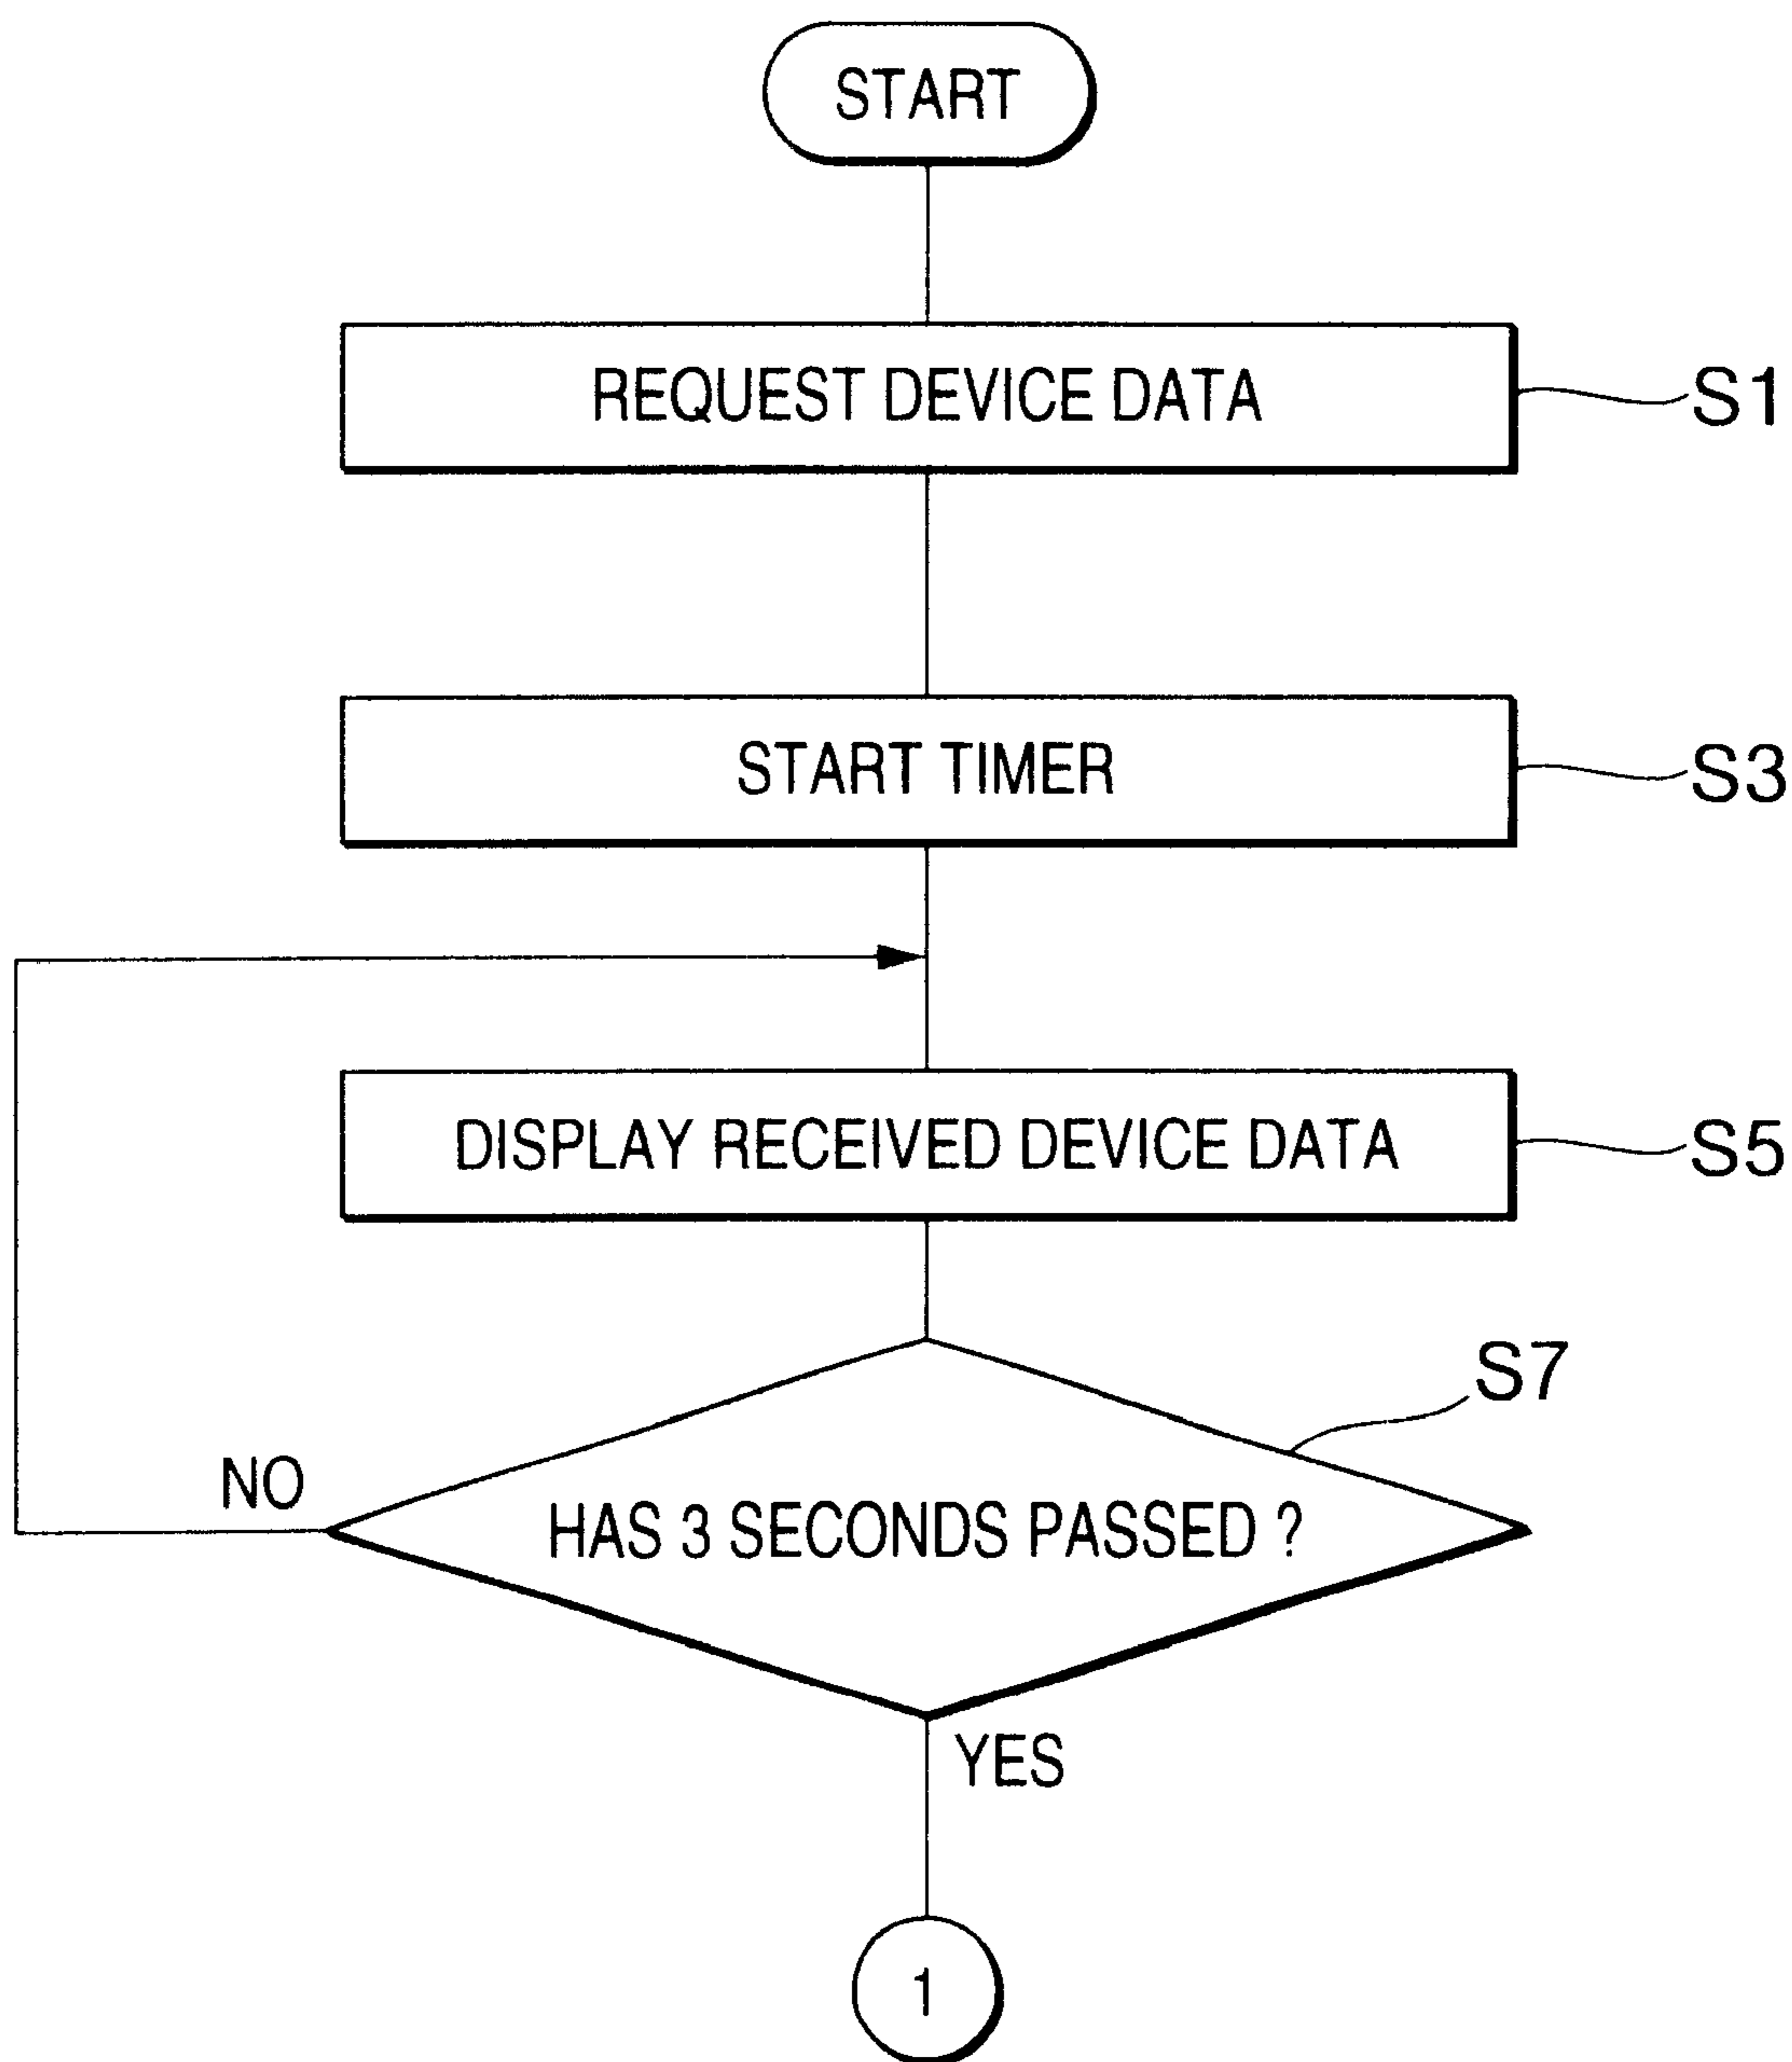 START
REQUEST DEVICE DATA
S1
START TIMER
S3
DISPLAY RECEIVED DEVICE DATA
S5
S7
NO
HAS 3 SECONDS PASSED ?
YES
1